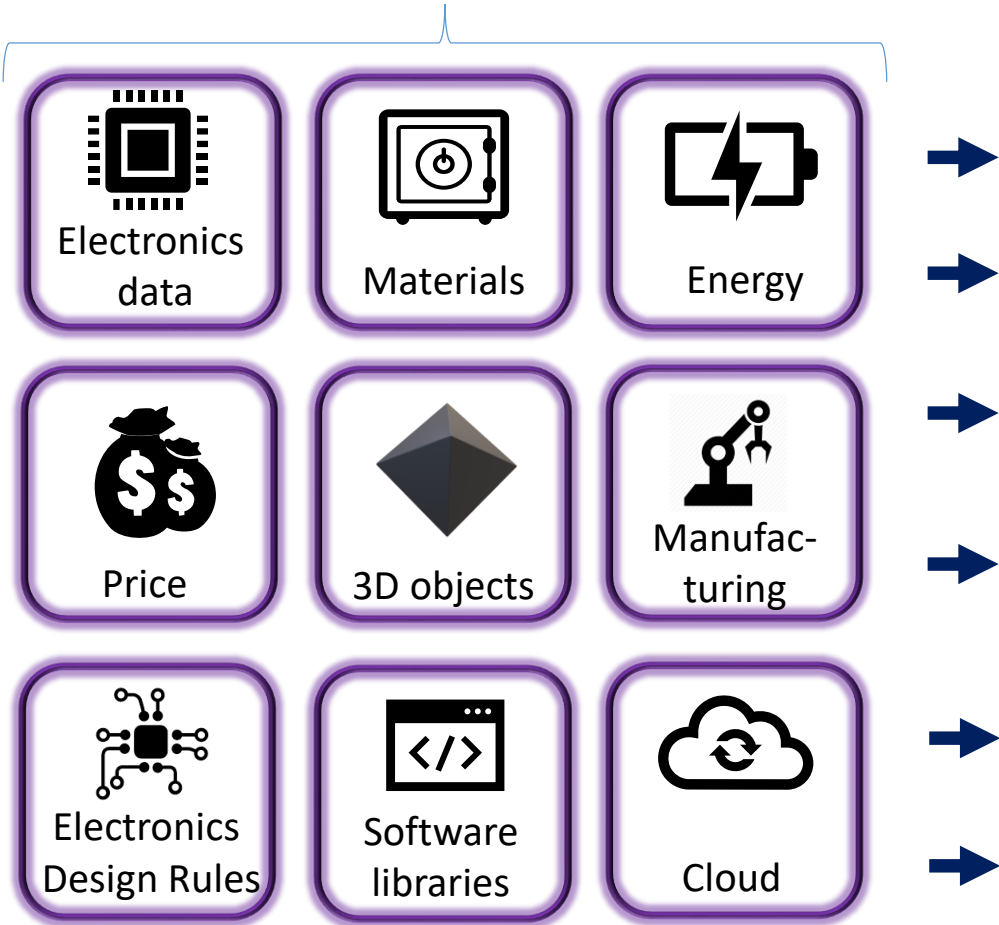 Electronics
data
Materials
Energy
$ $
Price
3D objects
Manufac-
turing
Electronics
Design Rules
</>
Software
libraries
Cloud